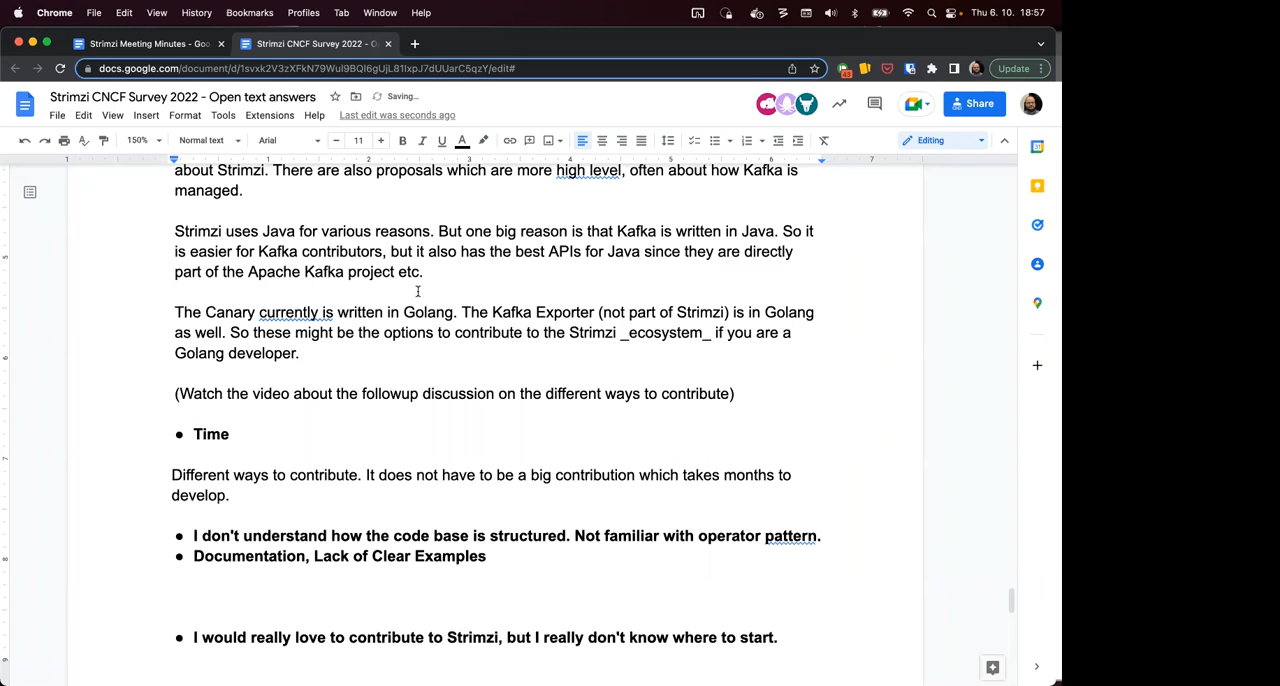 Chrome File Edit View History Bookmarks Profiles Tab Window Help Thu 6. 10. 18:57
Strimzi Meeting Minutes - Goo Strimzi CNCF Survey 2022 - O
docs.google.com/document/d/1svxk2V3zXFkN79WuI9BQI6gUjL81IxpJ7dUUarC5qzY/edit# 43 Update
Strimzi CNCF Survey 2022 - Open text answers Saving...
File Edit View Insert Format Tools Extensions Help Last edit was seconds ago Share
150% Normal text Arial 11 B I U A Editing
1 1 2 3 4 5 6 7
about Strimzi. There are also proposals which are more high level, often about how Kafka is
managed.
Strimzi uses Java for various reasons. But one big reason is that Kafka is written in Java. So it
is easier for Kafka contributors, but it also has the best APIs for Java since they are directly
part of the Apache Kafka project etc.
The Canary currently is written in Golang. The Kafka Exporter (not part of Strimzi) is in Golang
as well. So these might be the options to contribute to the Strimzi _ecosystem_ if you are a
Golang developer.
(Watch the video about the followup discussion on the different ways to contribute)
● Time
Different ways to contribute. It does not have to be a big contribution which takes months to
develop.
● I don't understand how the code base is structured. Not familiar with operator pattern.
● Documentation, Lack of Clear Examples
● I would really love to contribute to Strimzi, but I really don't know where to start.